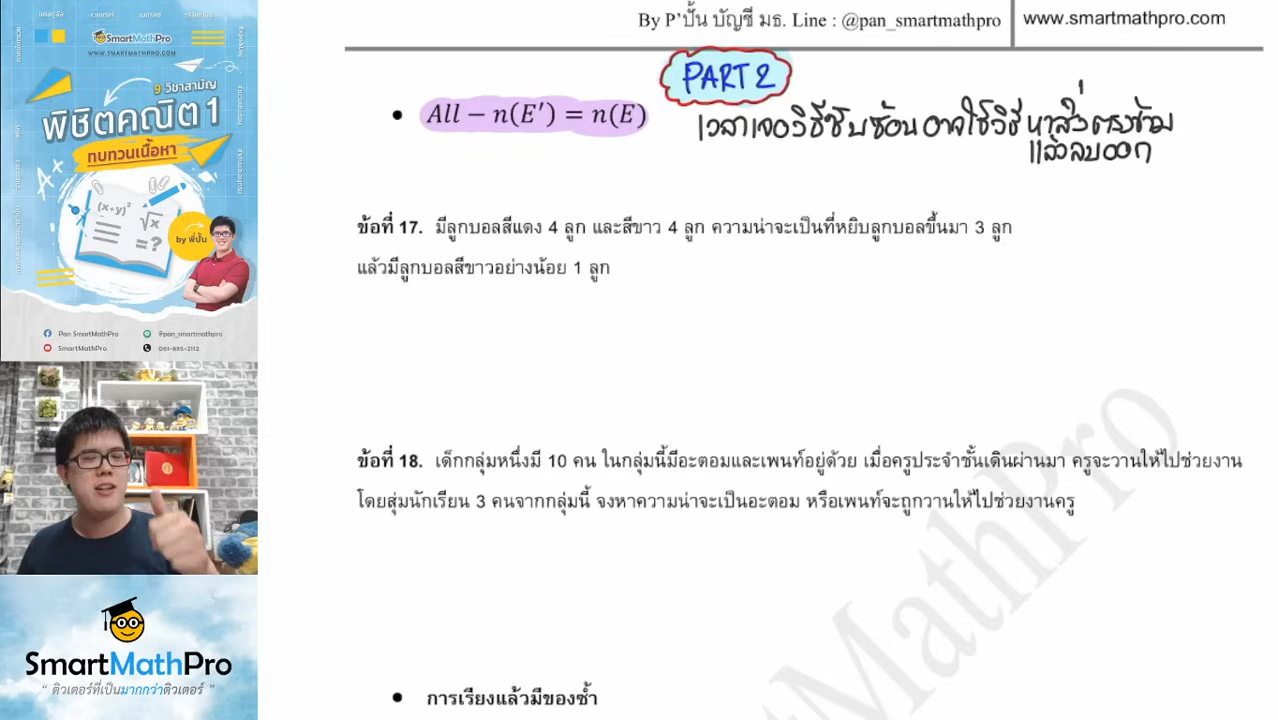 SmartMathPro
WWW.SMARTMATHPRO.COM
9 วิชาสามัญ
พิชิตคณิต 1
ทบทวนเนื้อหา
A+
(x+y)²
√x
=?
by พี่ปั้น
Pan SmartMathPro
@pan_smartmathpro
SmartMathPro
061-835-2112
SmartMathPro
“ ติวเตอร์ที่เป็นมากกว่าติวเตอร์ ”
By P’ปั้น บัญชี มธ. Line : @pan_smartmathpro
www.smartmathpro.com
PART 2
• All − n(E′) = n(E)
เวลาเจอวิธีซับซ้อน อาจใช้วิธี หาสิ่งตรงข้าม
แล้วลบออก
ข้อที่ 17. มีลูกบอลสีแดง 4 ลูก และสีขาว 4 ลูก ความน่าจะเป็นที่หยิบลูกบอลขึ้นมา 3 ลูก
แล้วมีลูกบอลสีขาวอย่างน้อย 1 ลูก
ข้อที่ 18. เด็กกลุ่มหนึ่งมี 10 คน ในกลุ่มนี้มีอะตอมและเพนท์อยู่ด้วย เมื่อครูประจำชั้นเดินผ่านมา ครูจะวานให้ไปช่วยงาน
โดยสุ่มนักเรียน 3 คนจากกลุ่มนี้ จงหาความน่าจะเป็นอะตอม หรือเพนท์จะถูกวานให้ไปช่วยงานครู
• การเรียงแล้วมีของซ้ำ
MathPro